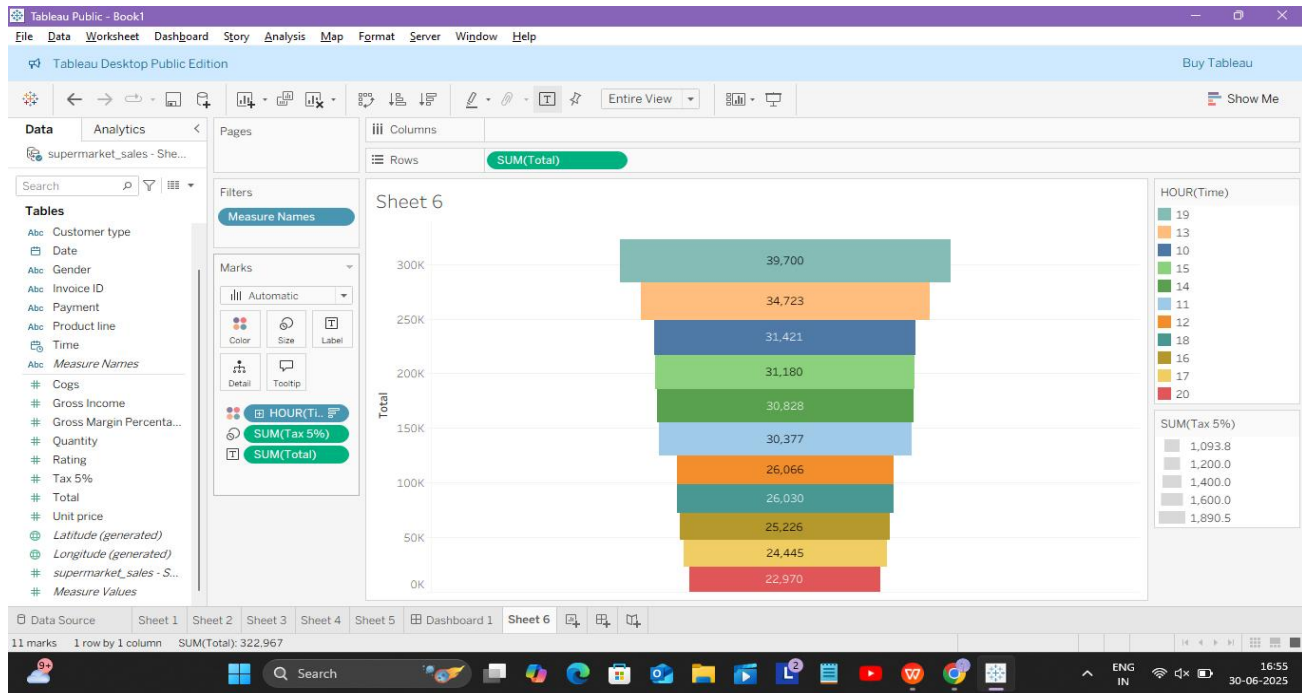 Tableau Public - Book1
File Data Worksheet Dashboard Story Analysis Map Format Server Window Help
Tableau Desktop Public Edition
Buy Tableau
Entire View
Show Me
Data Analytics
supermarket_sales - She...
Search
Tables
Abc Customer type
Date
Abc Gender
Abc Invoice ID
Abc Payment
Abc Product line
Time
Abc Measure Names
# Cogs
# Gross Income
# Gross Margin Percenta...
# Quantity
# Rating
# Tax 5%
# Total
# Unit price
Latitude (generated)
Longitude (generated)
# supermarket_sales - S...
# Measure Values
Pages
Filters
Measure Names
Marks
Automatic
Color Size Label
Detail Tooltip
HOUR(Ti..
SUM(Tax 5%)
SUM(Total)
Columns
Rows SUM(Total)
Sheet 6
Total
300K
250K
200K
150K
100K
50K
0K
39,700
34,723
31,421
31,180
30,828
30,377
26,066
26,030
25,226
24,445
22,970
HOUR(Time)
19
13
10
15
14
11
12
18
16
17
20
SUM(Tax 5%)
1,093.8
1,200.0
1,400.0
1,600.0
1,890.5
Data Source Sheet 1 Sheet 2 Sheet 3 Sheet 4 Sheet 5 Dashboard 1 Sheet 6
11 marks 1 row by 1 column SUM(Total): 322,967
9+
Search
2
ENG
IN
16:55
30-06-2025